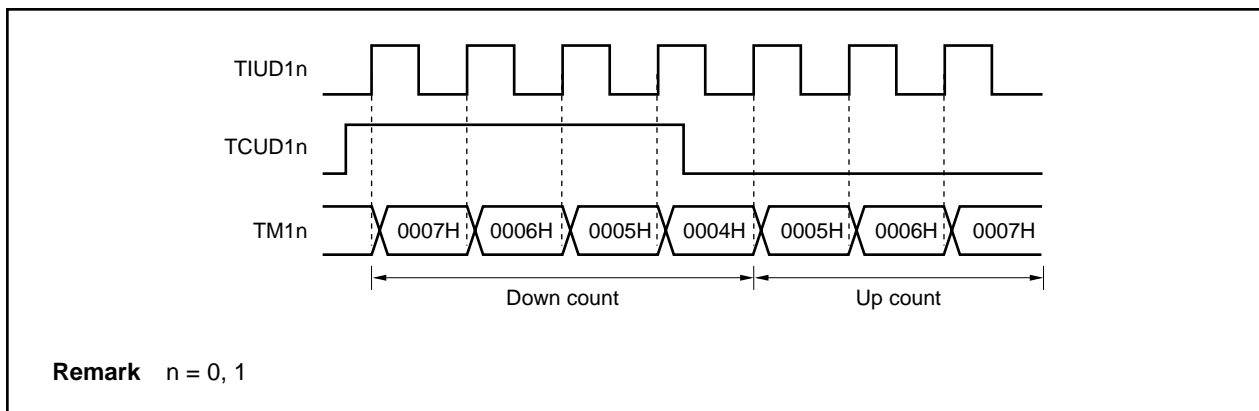 TIUD1n
TCUD1n
TM1n 0007H 0006H 0005H 0004H 0005H 0006H 0007H
Down count Up count
Remark n = 0, 1